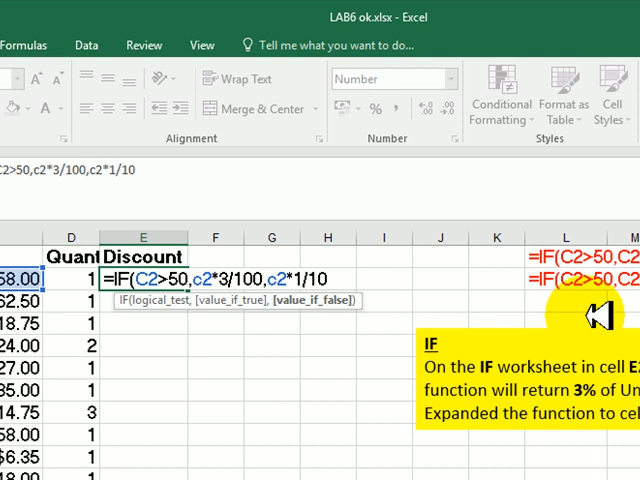 LAB6 ok.xlsx - Excel
Formulas Data Review View Tell me what you want to do...
A A Wrap Text Number
A Merge & Center % , Conditional Format as Cell
Formatting Table Styles
Alignment Number Styles
C2>50,c2*3/100,c2*1/10
D E F G H I J K L M
Quant Discount =IF(C2>50,C2
58.00 1 =IF(C2>50,c2*3/100,c2*1/10 =IF(C2>50,C2
62.50 1 IF(logical_test, [value_if_true], [value_if_false])
18.75 1
24.00 2 IF
27.00 1 On the IF worksheet in cell E2
35.00 1 function will return 3% of Un
14.75 3 Expanded the function to cel
58.00 1
$6.35 1
18.00 1